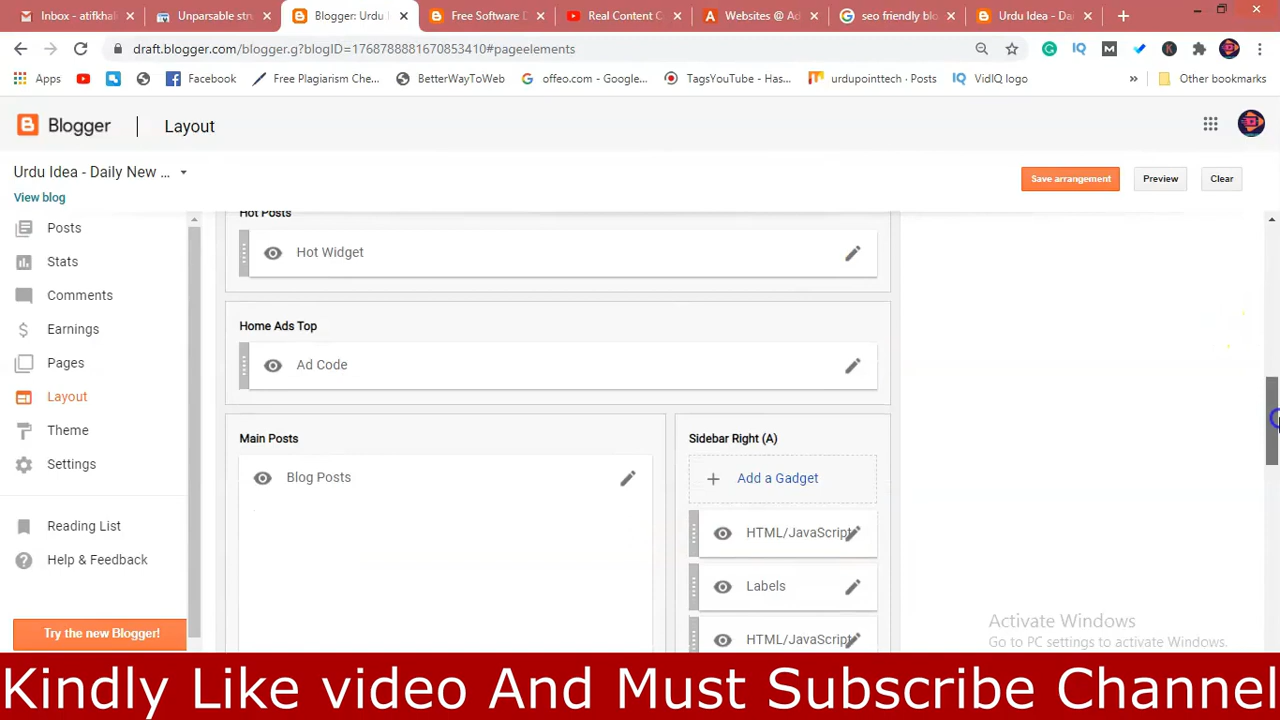 Inbox - atifkhali
Unparsable str
Blogger: Urdu I
Free Software D
Real Content C
Websites @ Ad
seo friendly blo
Urdu Idea - Dai
draft.blogger.com/blogger.g?blogID=1768788881670853410#pageelements
Apps
Facebook
Free Plagiarism Che...
BetterWayToWeb
offeo.com - Google...
TagsYouTube - Has...
urdupointtech · Posts
VidIQ logo
»
Other bookmarks
Blogger
Layout
Urdu Idea - Daily New ...
View blog
Save arrangement
Preview
Clear
Posts
Stats
Comments
Earnings
Pages
Layout
Theme
Settings
Reading List
Help & Feedback
Try the new Blogger!
Hot Posts
Hot Widget
Home Ads Top
Ad Code
Main Posts
Blog Posts
Sidebar Right (A)
Add a Gadget
HTML/JavaScript
Labels
HTML/JavaScript
Activate Windows
Go to PC settings to activate Windows.
Kindly Like video And Must Subscribe Channel